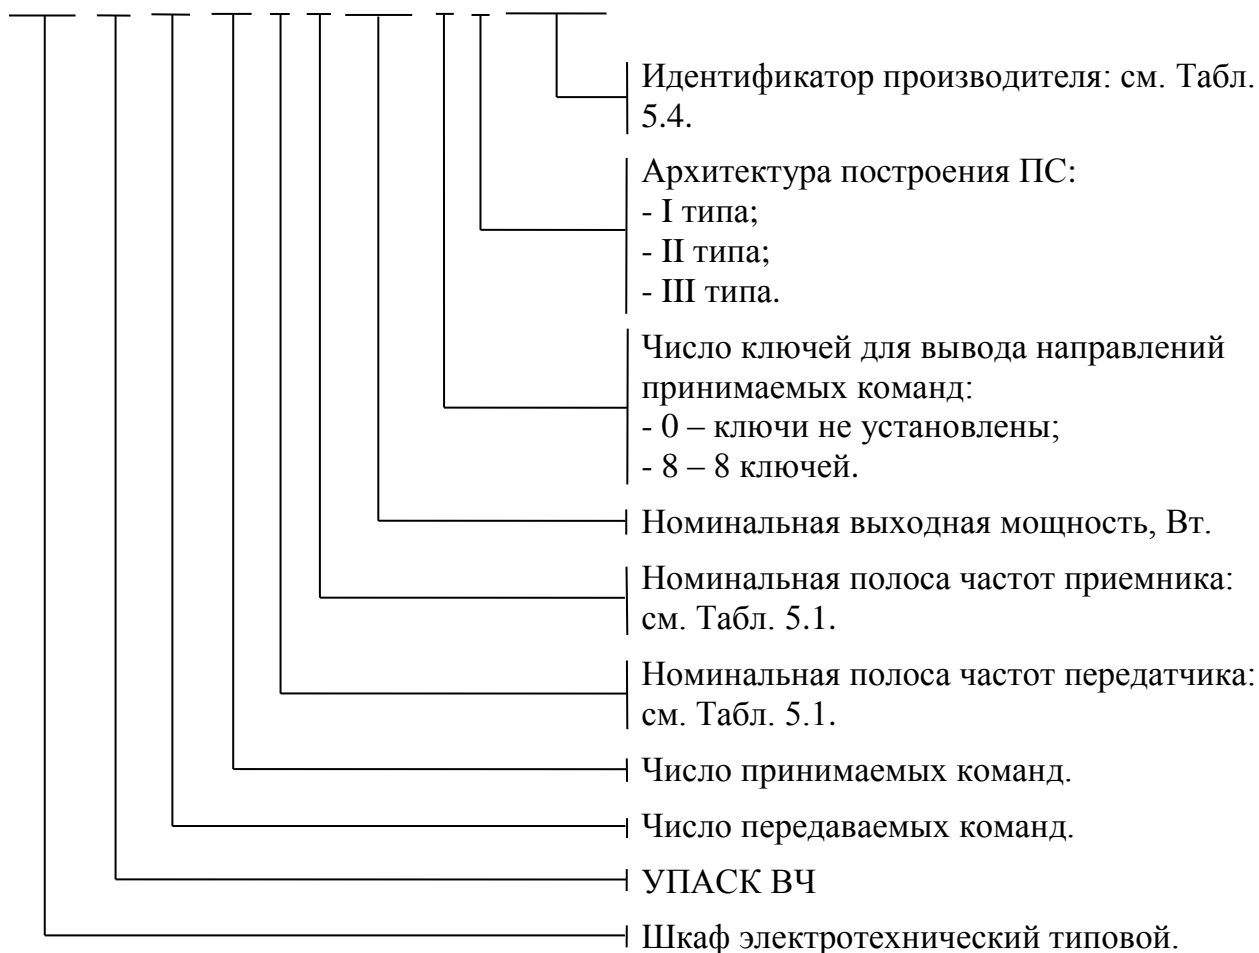 Идентификатор производителя: см. Табл.
5.4.
Архитектура построения ПС:
- I типа;
- II типа;
- III типа.
Число ключей для вывода направлений
принимаемых команд:
- 0 – ключи не установлены;
- 8 – 8 ключей.
Номинальная выходная мощность, Вт.
Номинальная полоса частот приемника:
см. Табл. 5.1.
Номинальная полоса частот передатчика:
см. Табл. 5.1.
Число принимаемых команд.
Число передаваемых команд.
УПАСК ВЧ
Шкаф электротехнический типовой.